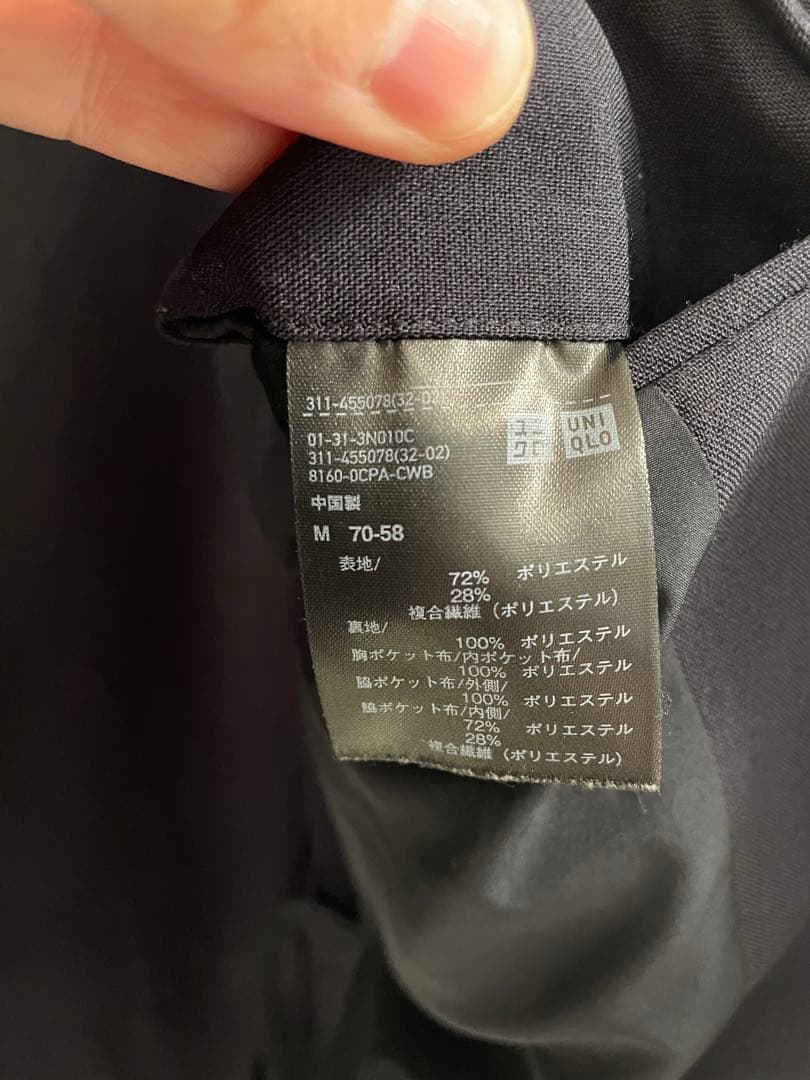 311-455078(32-02)
ユニ
クロ
UNI
QLO
01-31-3N010C
311-455078(32-02)
8160-0CPA-CWB
中国製
M 70-58
表地/
72% ポリエステル
28%
複合繊維 (ポリエステル)
裏地/
100% ポリエステル
胸ポケット布/内ポケット布/
100% ポリエステル
脇ポケット布/外側/
100% ポリエステル
脇ポケット布/内側/
72% ポリエステル
28%
複合繊維 (ポリエステル)